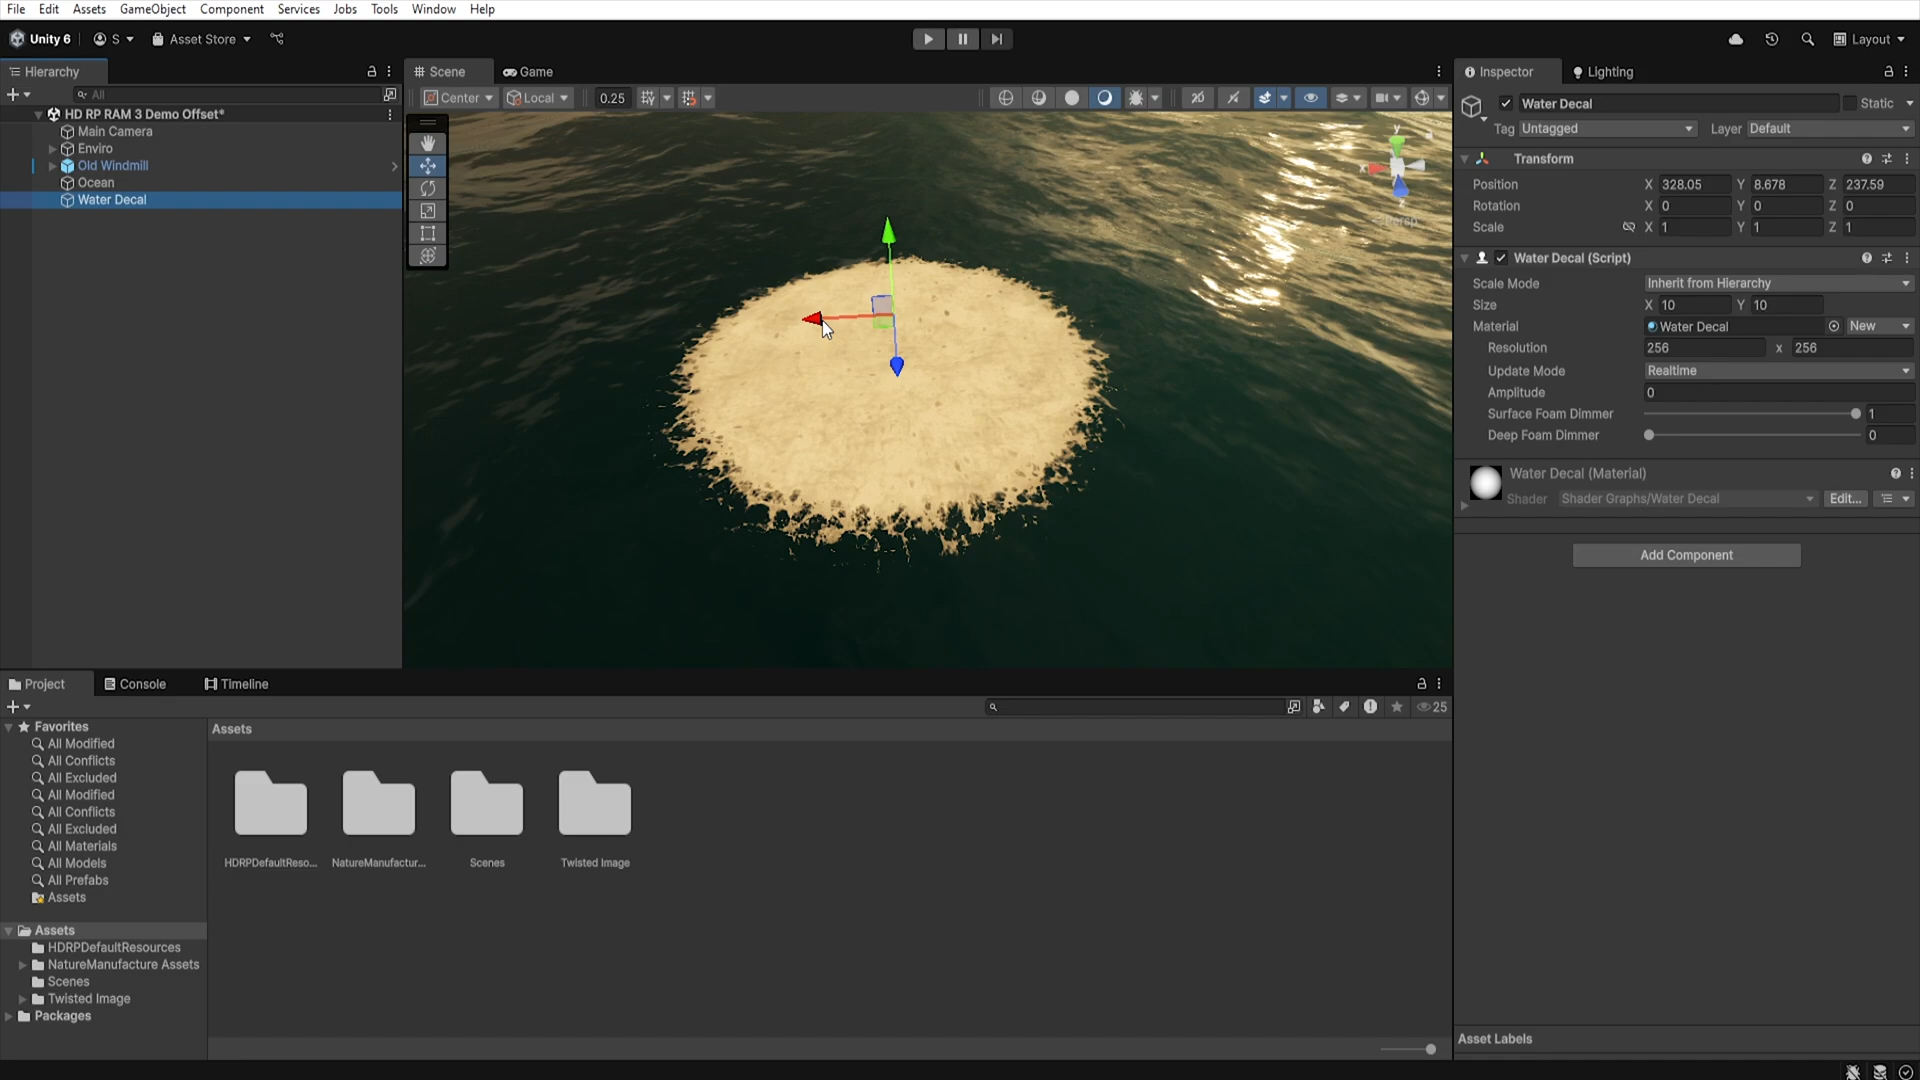 File Edit Assets GameObject Component Services Jobs Tools Window Help
Unity 6 S Asset Store Layout
Hierarchy
All
HD RP RAM 3 Demo Offset*
Main Camera
Enviro
Old Windmill
Ocean
Water Decal
Scene Game
Center Local 0.25 2D
y
x
z
Persp
Inspector Lighting
Water Decal Static
Tag Untagged Layer Default
Transform
Position X 328.05 Y 8.678 Z 237.59
Rotation X 0 Y 0 Z 0
Scale X 1 Y 1 Z 1
Water Decal (Script)
Scale Mode Inherit from Hierarchy
Size X 10 Y 10
Material Water Decal New
Resolution 256 x 256
Update Mode Realtime
Amplitude 0
Surface Foam Dimmer 1
Deep Foam Dimmer 0
Water Decal (Material)
Shader Shader Graphs/Water Decal Edit...
Add Component
Asset Labels
Project Console Timeline
25
Favorites
All Modified
All Conflicts
All Excluded
All Modified
All Conflicts
All Excluded
All Materials
All Models
All Prefabs
Assets
Assets
HDRPDefaultResources
NatureManufacture Assets
Scenes
Twisted Image
Packages
Assets
HDRPDefaultReso... NatureManufactur... Scenes Twisted Image